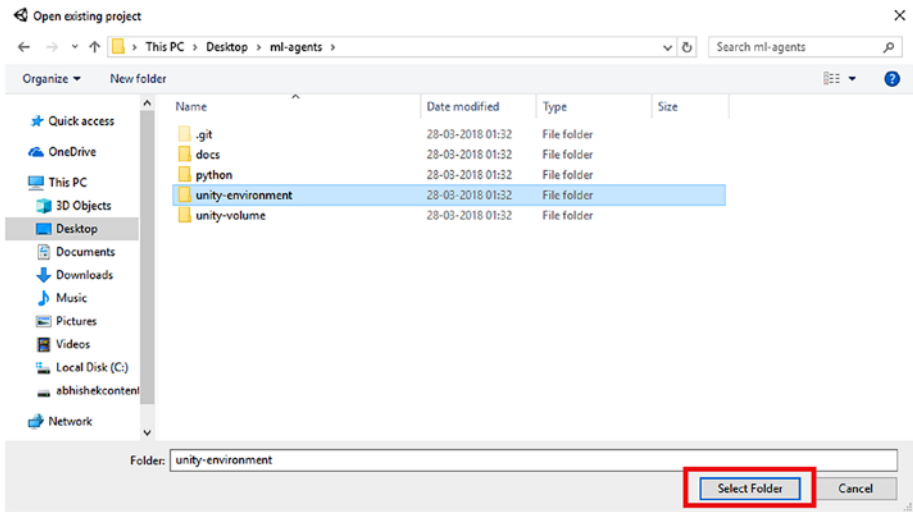 Open existing project
This PC > Desktop > ml-agents >
Search ml-agents
Organize
New folder
Quick access
OneDrive
This PC
3D Objects
Desktop
Documents
Downloads
Music
Pictures
Videos
Local Disk (C:)
abhishekcontent
Network
Name Date modified Type Size
.git 28-03-2018 01:32 File folder
docs 28-03-2018 01:32 File folder
python 28-03-2018 01:32 File folder
unity-environment 28-03-2018 01:32 File folder
unity-volume 28-03-2018 01:32 File folder
Folder: unity-environment
Select Folder Cancel